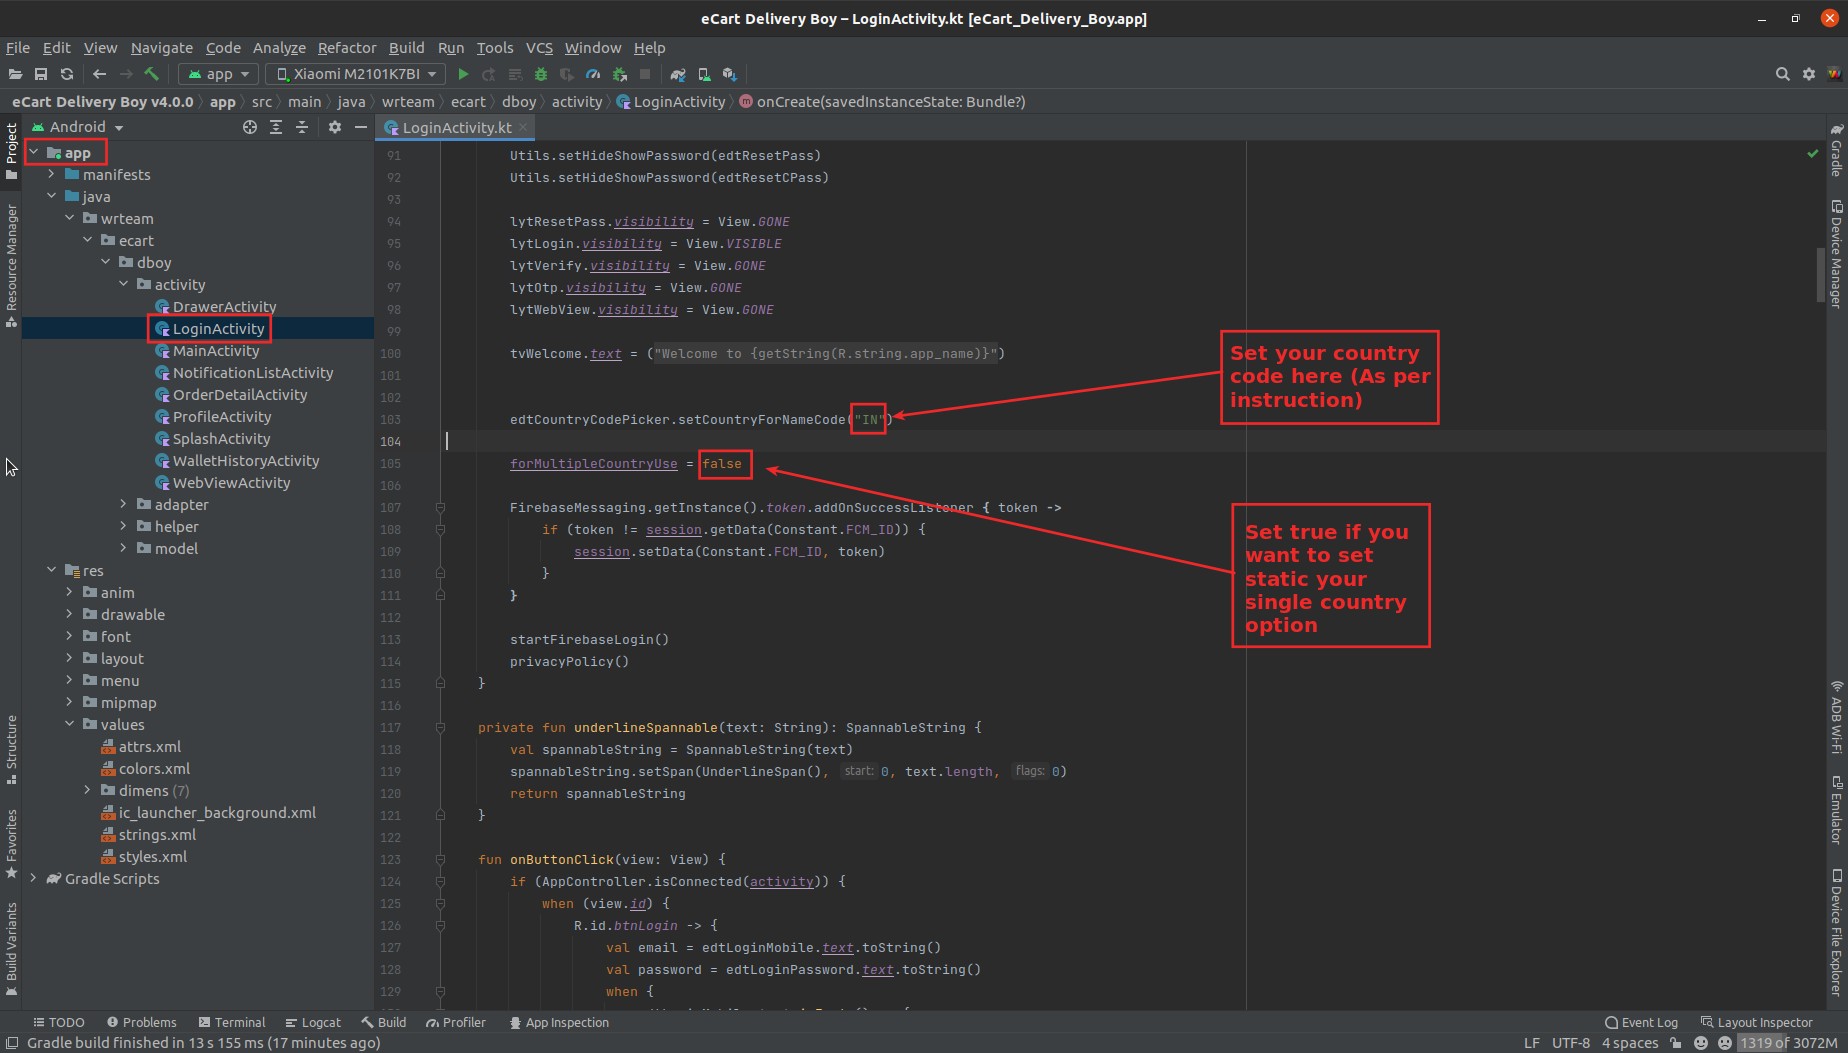 eCart Delivery Boy – LoginActivity.kt [eCart_Delivery_Boy.app]
File Edit View Navigate Code Analyze Refactor Build Run Tools VCS Window Help
app Xiaomi M2101K7BI
eCart Delivery Boy v4.0.0 app src main java wrteam ecart dboy activity LoginActivity onCreate(savedInstanceState: Bundle?)
Project
Resource Manager
Structure
Favorites
Build Variants
Android
app
manifests
java
wrteam
ecart
dboy
activity
DrawerActivity
LoginActivity
MainActivity
NotificationListActivity
OrderDetailActivity
ProfileActivity
SplashActivity
WalletHistoryActivity
WebViewActivity
adapter
helper
model
res
anim
drawable
font
layout
menu
mipmap
values
attrs.xml
colors.xml
dimens (7)
ic_launcher_background.xml
strings.xml
styles.xml
Gradle Scripts
LoginActivity.kt
91 Utils.setHideShowPassword(edtResetPass)
92 Utils.setHideShowPassword(edtResetCPass)
93
94 lytResetPass.visibility = View.GONE
95 lytLogin.visibility = View.VISIBLE
96 lytVerify.visibility = View.GONE
97 lytOtp.visibility = View.GONE
98 lytWebView.visibility = View.GONE
99
100 tvWelcome.text = ("Welcome to {getString(R.string.app_name)}")
101
102
103 edtCountryCodePicker.setCountryForNameCode("IN")
104
105 forMultipleCountryUse = false
106
107 FirebaseMessaging.getInstance().token.addOnSuccessListener { token ->
108 if (token != session.getData(Constant.FCM_ID)) {
109 session.setData(Constant.FCM_ID, token)
110 }
111 }
112
113 startFirebaseLogin()
114 privacyPolicy()
115 }
116
117 private fun underlineSpannable(text: String): SpannableString {
118 val spannableString = SpannableString(text)
119 spannableString.setSpan(UnderlineSpan(), start: 0, text.length, flags: 0)
120 return spannableString
121 }
122
123 fun onButtonClick(view: View) {
124 if (AppController.isConnected(activity)) {
125 when (view.id) {
126 R.id.btnLogin -> {
127 val email = edtLoginMobile.text.toString()
128 val password = edtLoginPassword.text.toString()
129 when {
Set your country
code here (As per
instruction)
Set true if you
want to set
static your
single country
option
Gradle
Device Manager
ADB Wi-Fi
Emulator
Device File Explorer
TODO Problems Terminal Logcat Build Profiler App Inspection Event Log Layout Inspector
Gradle build finished in 13 s 155 ms (17 minutes ago) LF UTF-8 4 spaces 1319 of 3072M